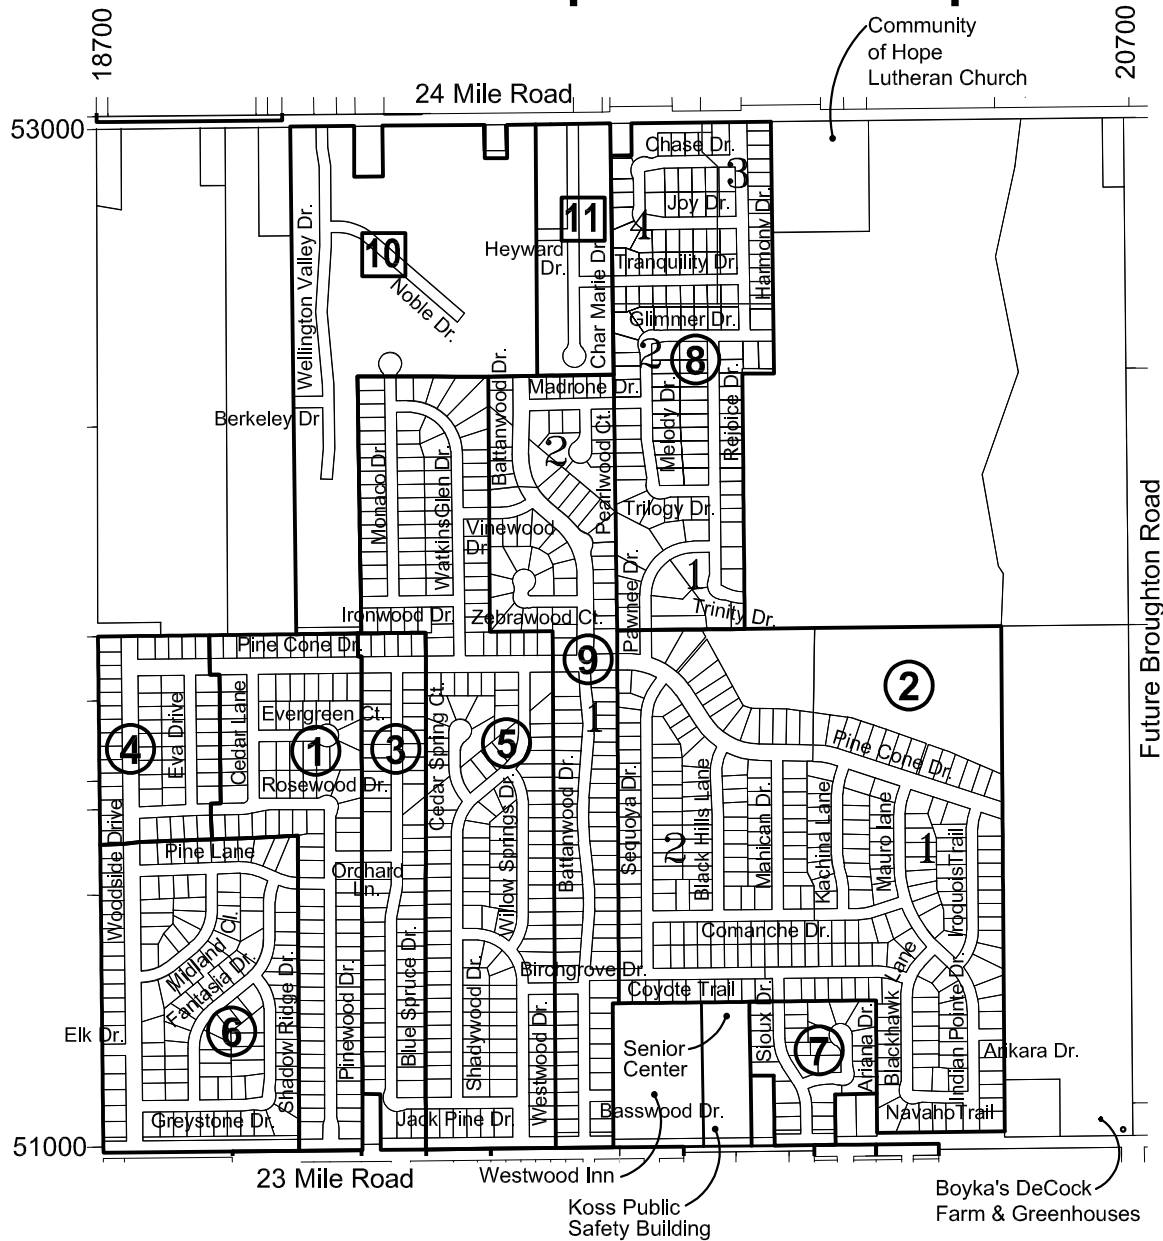 18700
20700
Community
of Hope
Lutheran Church
24 Mile Road
53000
Chase Dr.
3
Joy Dr.
Harmony Dr.
11
4
Wellington Valley Dr.
10
Heyward
Dr.
Char Marie Dr.
Tranquility Dr.
Noble Dr.
Glimmer Dr.
2
8
Battanwood Dr.
Madrone Dr.
Berkeley Dr
Melody Dr.
Rejoice Dr.
Monaco Dr.
WatkinsGlen Dr.
2
Pearlwood Ct.
Vinewood
Dr.
Trilogy Dr.
Future Broughton Road
1
Pawnee Dr.
Trinity Dr.
Ironwood Dr.
Zebrawood Ct.
Pine Cone Dr.
9
2
4
Eva Drive
Cedar Lane
Evergreen Ct.
1
3
Cedar Spring Ct.
5
1
Rosewood Dr.
Pine Cone Dr.
Woodside Drive
Willow Springs Dr.
Battanwood Dr.
Sequoya Dr.
2
Black Hills Lane
Mahican Dr.
Kachina Lane
Mauro lane
1
IroquoisTrail
Pine Lane
Orchard
Ln.
Midland Cl.
Fantasia Dr.
Comanche Dr.
Birchgrove Dr.
Coyote Trail
Shadow Ridge Dr.
Pinewood Dr.
Blue Spruce Dr.
Shadywood Dr.
Westwood Dr.
Sioux Dr.
Blackhawk Lane
Indian Pointe Dr.
Elk Dr.
6
Senior
Center
7
Ariana Dr.
Arikara Dr.
Greystone Dr.
Jack Pine Dr.
Basswood Dr.
NavahoTrail
51000
23 Mile Road
Westwood Inn
Koss Public
Safety Building
Boyka's DeCock
Farm & Greenhouses